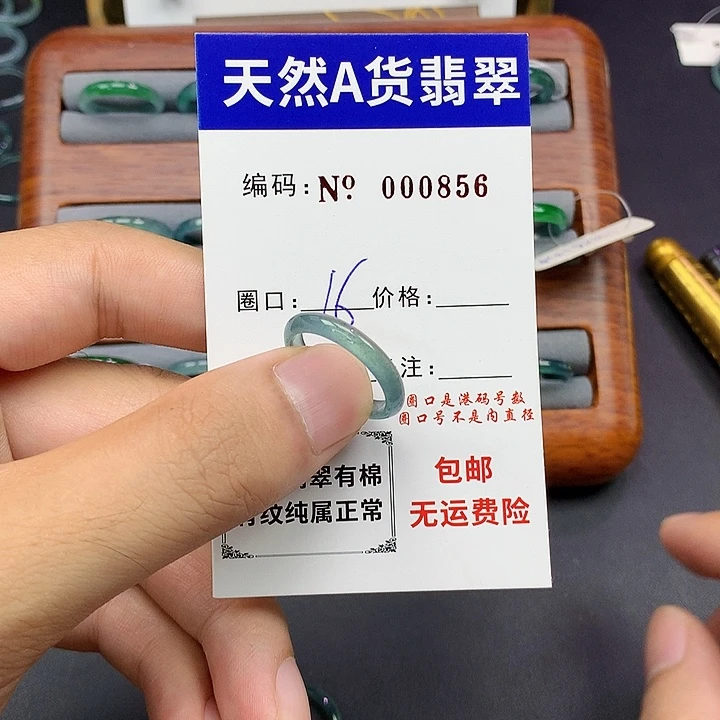 天然A货翡翠
编码: Nº 000856
圈口: 16 价格:
注:
圈口是港码号数
圈口号不是内直径
翠有棉
纹纯属正常
包邮
无运费险